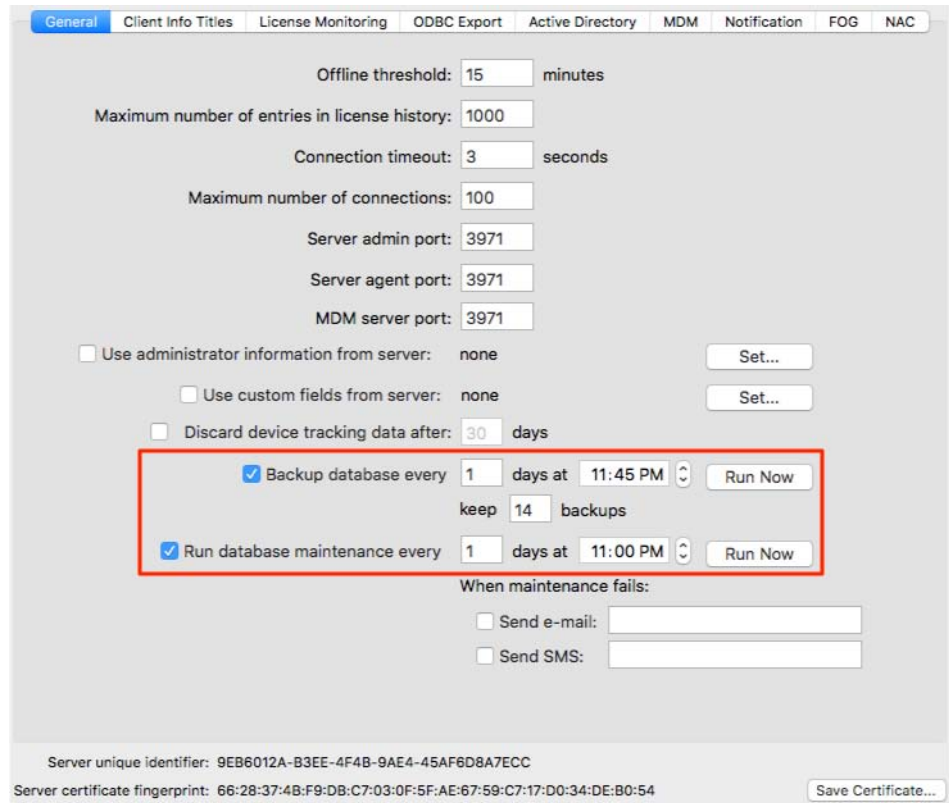 General Client Info Titles License Monitoring ODBC Export Active Directory MDM Notification FOG NAC
Offline threshold: 15 minutes
Maximum number of entries in license history: 1000
Connection timeout: 3 seconds
Maximum number of connections: 100
Server admin port: 3971
Server agent port: 3971
MDM server port: 3971
Use administrator information from server: none Set...
Use custom fields from server: none Set...
Discard device tracking data after: 30 days
Backup database every 1 days at 11:45 PM Run Now
keep 14 backups
Run database maintenance every 1 days at 11:00 PM Run Now
When maintenance fails:
Send e-mail:
Send SMS:
Server unique identifier: 9EB6012A-B3EE-4F4B-9AE4-45AF6D8A7ECC
Server certificate fingerprint: 66:28:37:4B:F9:DB:C7:03:0F:5F:AE:67:59:C7:17:D0:34:DE:B0:54 Save Certificate...